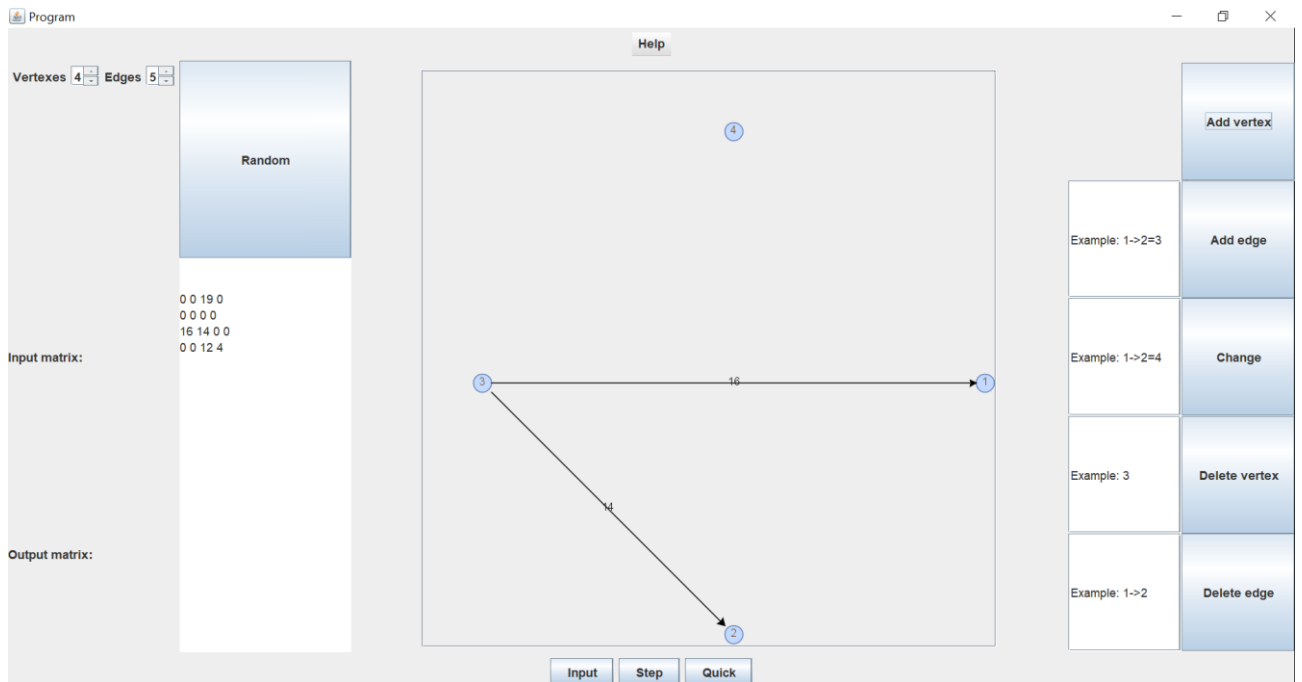 Program
Help
Vertexes 4 Edges 5
Random
Add vertex
4
Example: 1->2=3
Add edge
0 0 19 0
0 0 0 0
16 14 0 0
0 0 12 4
Input matrix:
Example: 1->2=4
Change
3
16
1
Example: 3
Delete vertex
14
Output matrix:
Example: 1->2
Delete edge
2
Input Step Quick